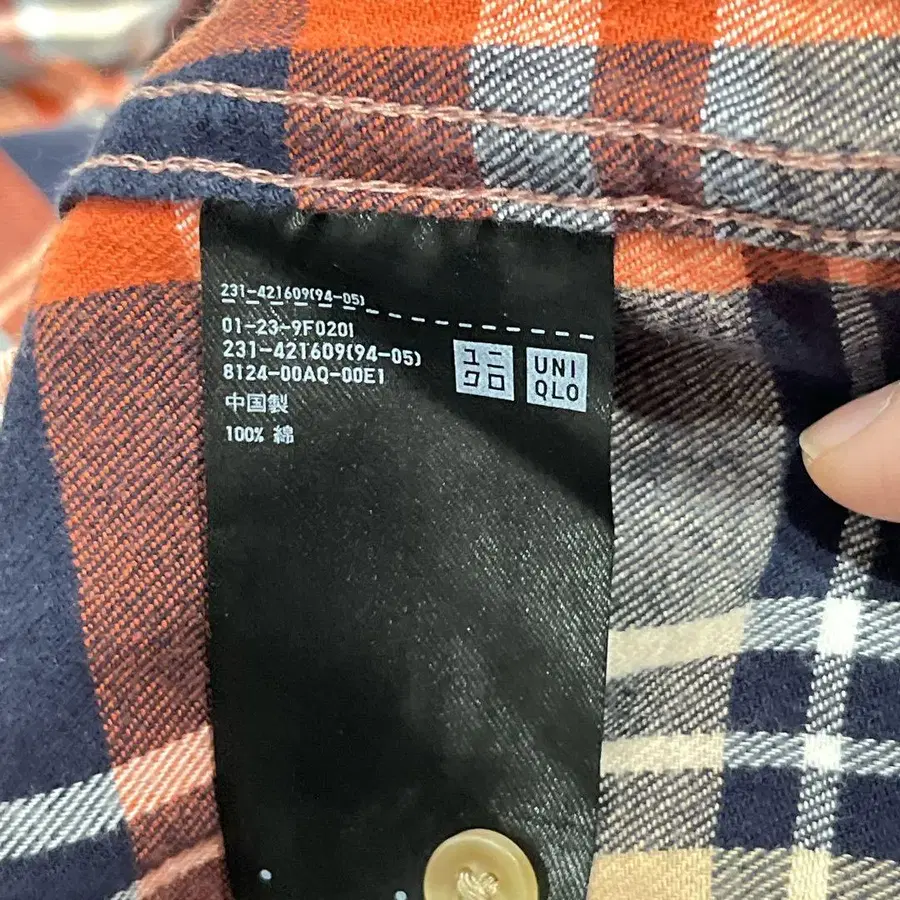 231-421609(94-05)
01-23-9F0201
231-421609(94-05)
8124-00AQ-00E1
中国製
100% 綿
ユニ
クロ
UNI
QLO